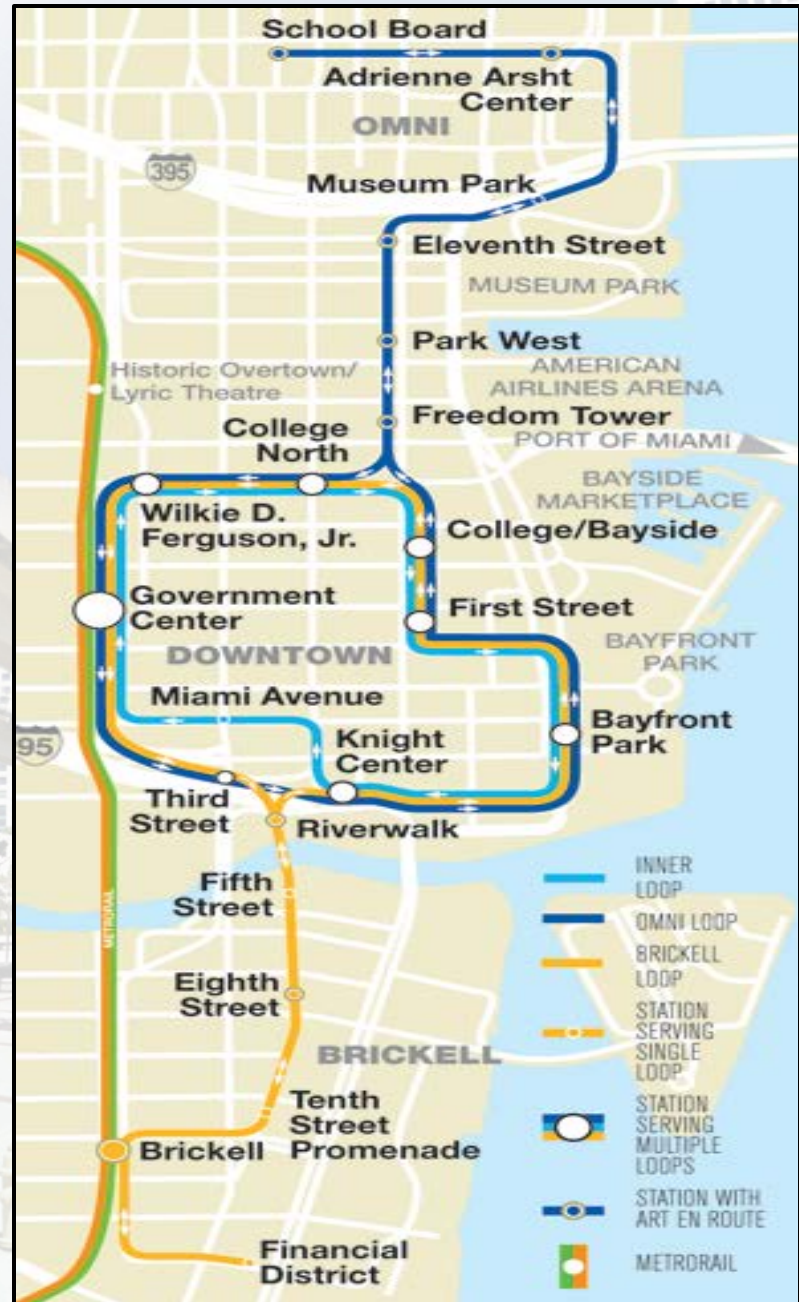 School Board
Adrienne Arsht
Center
OMNI
395
Museum Park
Eleventh Street
MUSEUM PARK
Park West
Historic Overtown/
Lyric Theatre
AMERICAN
AIRLINES ARENA
Freedom Tower
College
North
PORT OF MIAMI
BAYSIDE
MARKETPLACE
Wilkie D.
Ferguson, Jr.
College/Bayside
Government
Center
First Street
DOWNTOWN
BAYFRONT
PARK
Miami Avenue
Bayfront
Park
Knight
Center
95
Third
Street
Riverwalk
Fifth
Street
METRORAIL
Eighth
Street
BRICKELL
Tenth
Street
Promenade
Brickell
Financial
District
INNER
LOOP
OMNI LOOP
BRICKELL
LOOP
STATION
SERVING
SINGLE
LOOP
STATION
SERVING
MULTIPLE
LOOPS
STATION WITH
ART EN ROUTE
METRORAIL